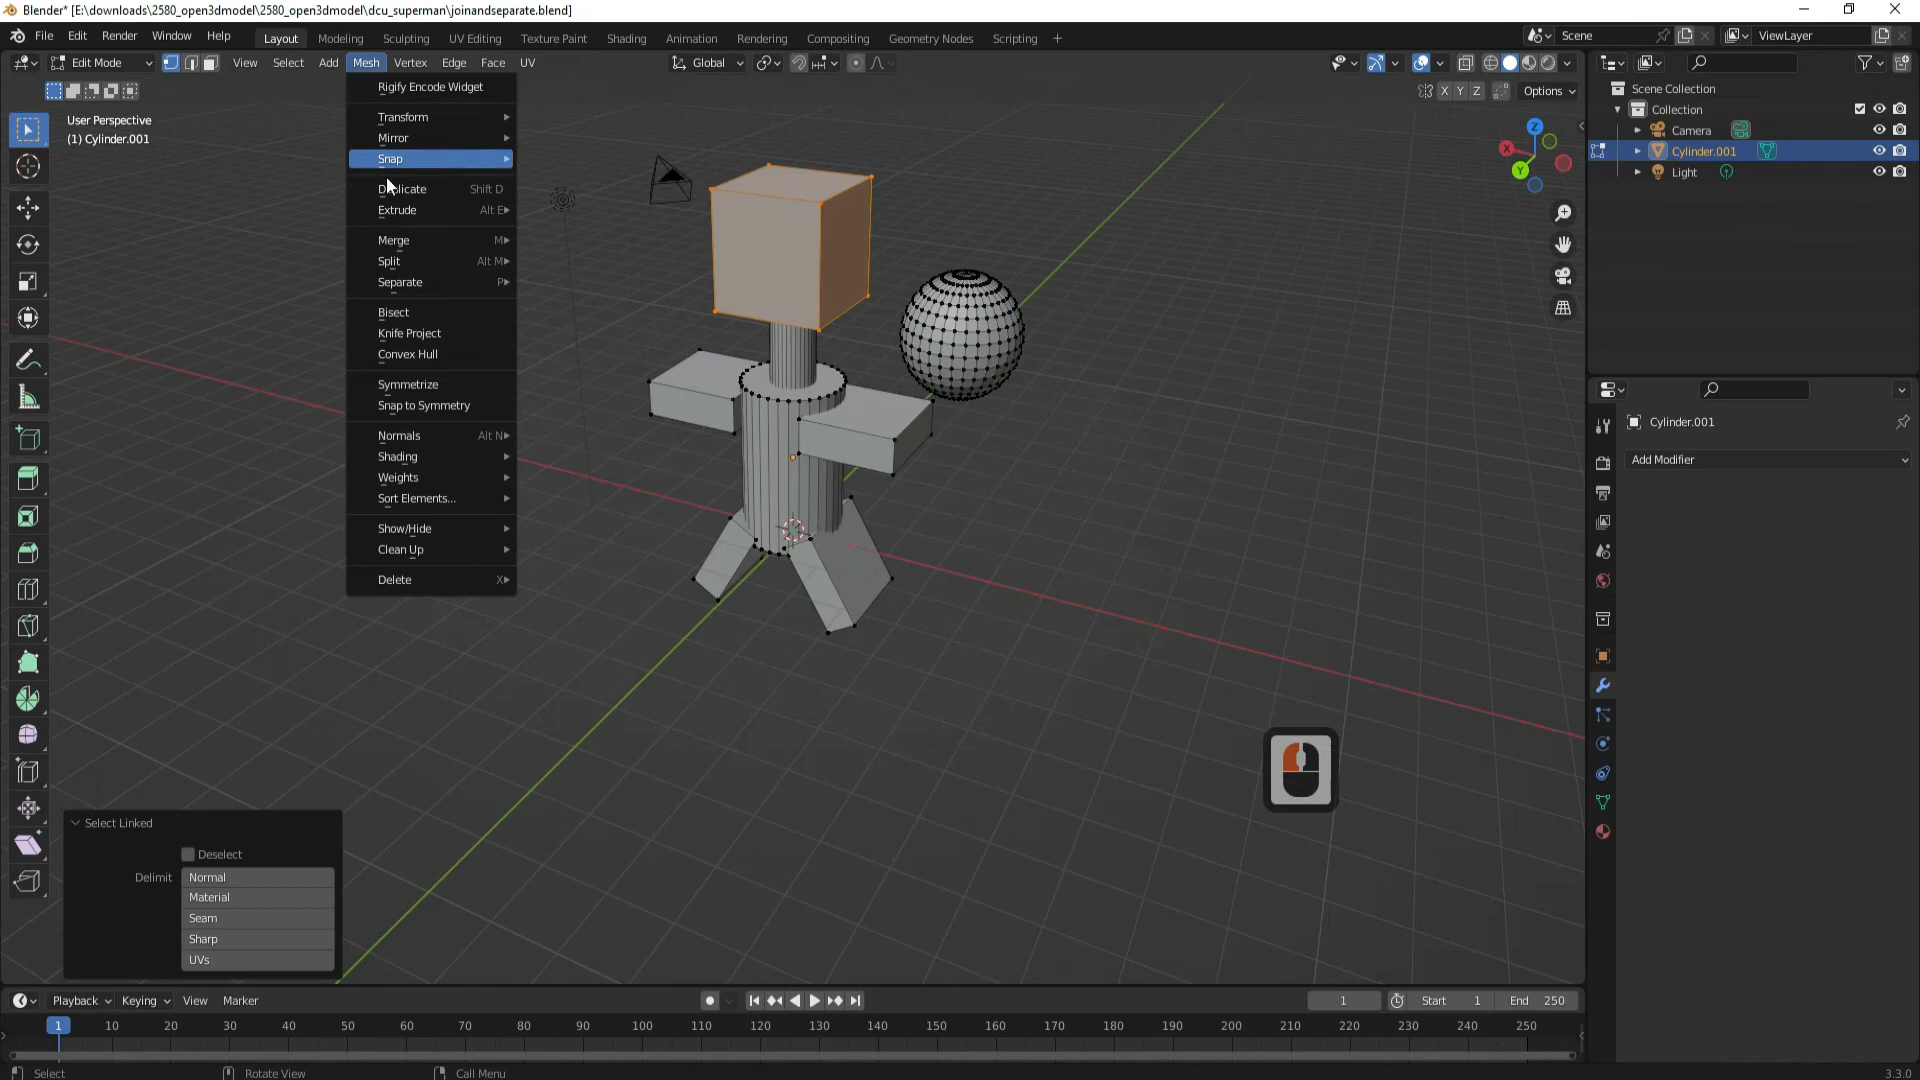 Blender* [E:\downloads\2580_open3dmodel\2580_open3dmodel\dcu_superman\joinandseparate.blend]
File Edit Render Window Help Layout Modeling Sculpting UV Editing Texture Paint Shading Animation Rendering Compositing Geometry Nodes Scripting + Scene ViewLayer
Edit Mode View Select Add Mesh Vertex Edge Face UV Global
X Y Z Options
User Perspective
(1) Cylinder.001
Rigify Encode Widget
Transform
Mirror
Snap
Duplicate Shift D
Extrude Alt E
Merge M
Split Alt M
Separate P
Bisect
Knife Project
Convex Hull
Symmetrize
Snap to Symmetry
Normals Alt N
Shading
Weights
Sort Elements...
Show/Hide
Clean Up
Delete X
Z
X
Y
Scene Collection
Collection
Camera
Cylinder.001
Light
Cylinder.001
Add Modifier
Select Linked
Deselect
Delimit Normal
Material
Seam
Sharp
UVs
Playback Keying View Marker 1 Start 1 End 250
1 10 20 30 40 50 60 70 80 90 100 110 120 130 140 150 160 170 180 190 200 210 220 230 240 250
Select Rotate View Call Menu 3.3.0